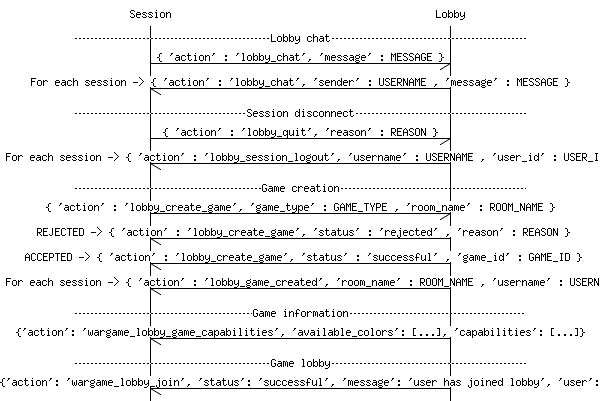 Session Lobby
Lobby chat
{ 'action' : 'lobby_chat', 'message' : MESSAGE }
For each session -> { 'action' : 'lobby_chat', 'sender' : USERNAME , 'message' : MESSAGE }
Session disconnect
{ 'action' : 'lobby_quit', 'reason' : REASON }
For each session -> { 'action' : 'lobby_session_logout', 'username' : USERNAME , 'user_id' : USER_I
Game creation
{ 'action' : 'lobby_create_game', 'game_type' : GAME_TYPE , 'room_name' : ROOM_NAME }
REJECTED -> { 'action' : 'lobby_create_game', 'status' : 'rejected' , 'reason' : REASON }
ACCEPTED -> { 'action' : 'lobby_create_game', 'status' : 'successful' , 'game_id' : GAME_ID }
For each session -> { 'action' : 'lobby_game_created', 'room_name' : ROOM_NAME , 'username' : USERN
Game information
{'action': 'wargame_lobby_game_capabilities', 'available_colors': [...], 'capabilities': [...]}
Game lobby
{'action': 'wargame_lobby_join', 'status': 'successful', 'message': 'user has joined lobby', 'user':